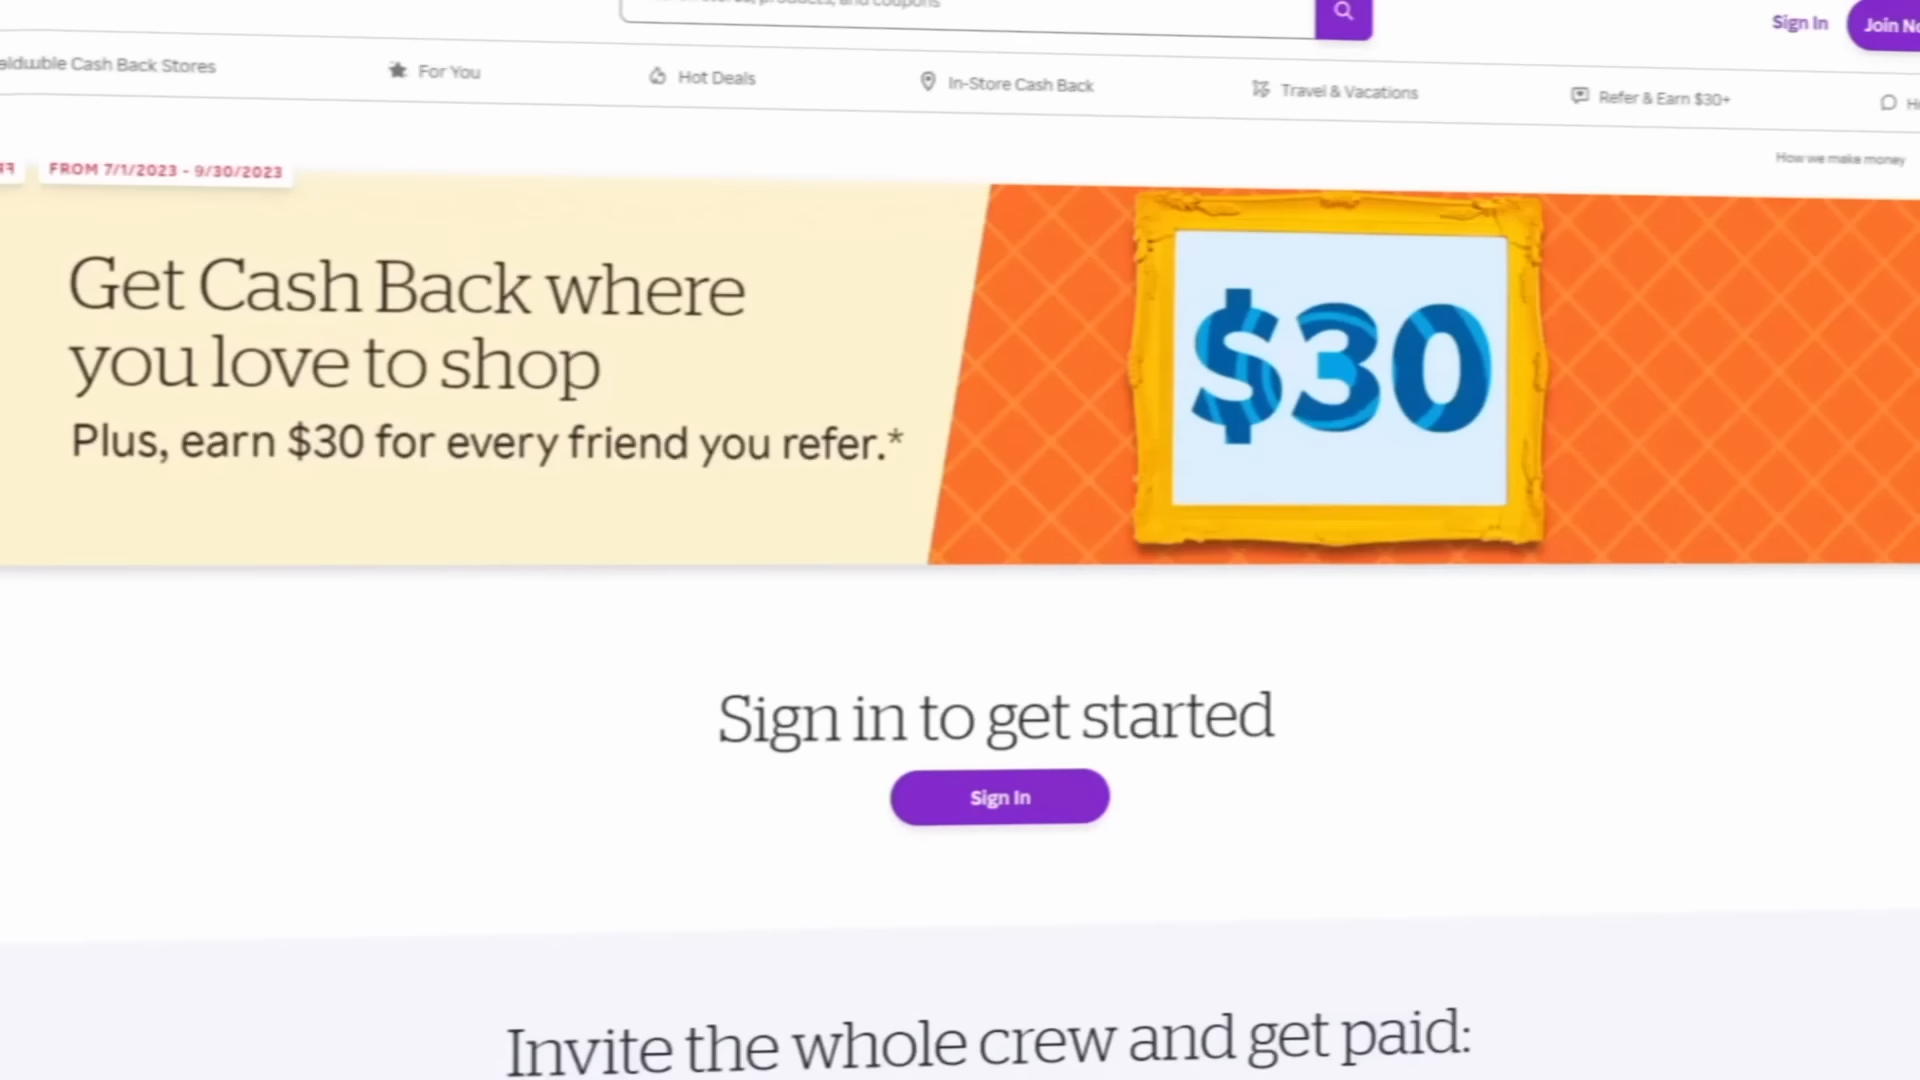 products, and coupons
Sign In
Join
Cash Back Stores
For You
Hot Deals
In-Store Cash Back
Travel & Vacations
Refer & Earn $30+
How we make money
FROM 7/1/2023 - 9/30/2023
Get Cash Back where
you love to shop
Plus, earn $30 for every friend you refer.*
$30
Sign in to get started
Sign In
Invite the whole crew and get paid: